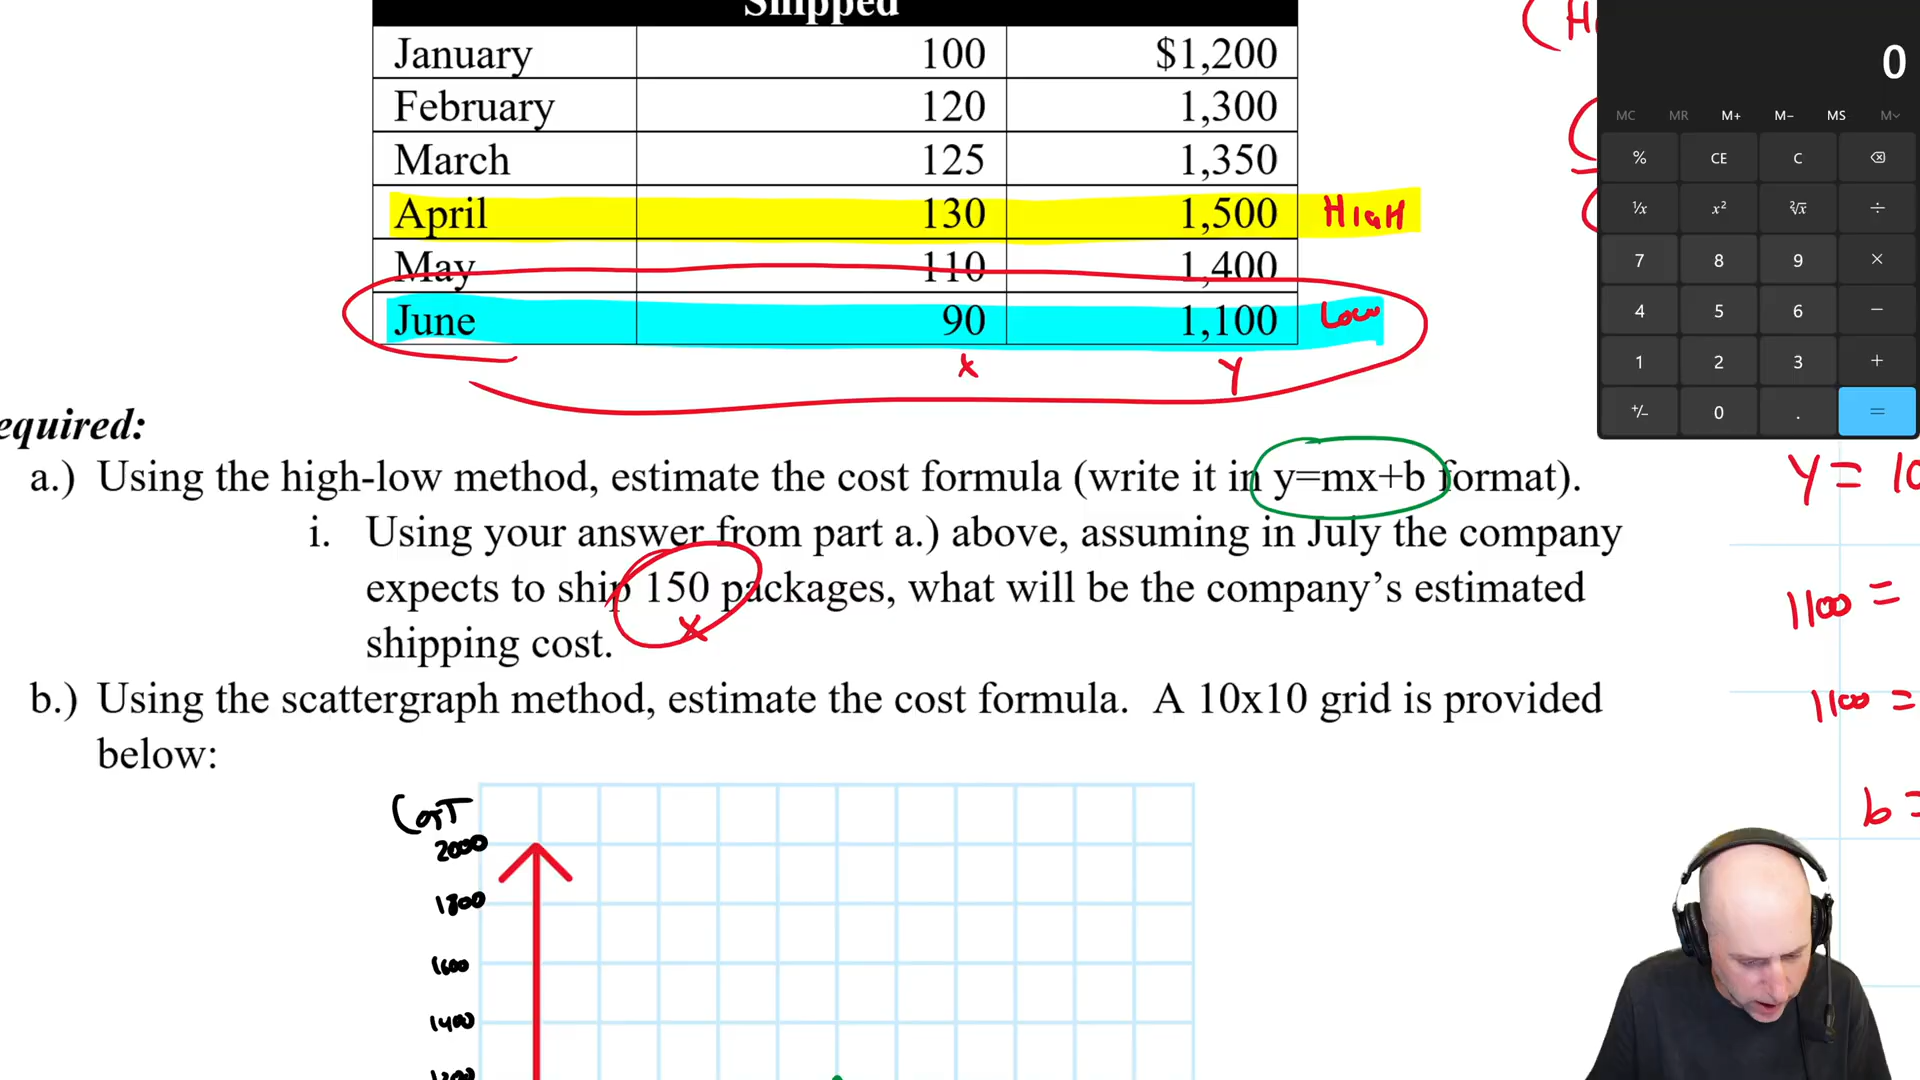 Shipped
January 100 $1,200
February 120 1,300
March 125 1,350
April 130 1,500 HIGH
May 110 1,400
June 90 1,100 Low
x y
equired:
a.) Using the high-low method, estimate the cost formula (write it in y=mx+b format).
i. Using your answer from part a.) above, assuming in July the company
expects to ship 150 packages, what will be the company’s estimated
x
shipping cost.
b.) Using the scattergraph method, estimate the cost formula. A 10x10 grid is provided
below:
Cost
2000
1800
1600
1400
1200
(H
0
MC MR M+ M− MS M˅
% CE C ⌫
¹/x x² ²√x ÷
7 8 9 ×
4 5 6 −
1 2 3 +
+/− 0 . =
Y = 10
1100 =
1100 =
b =